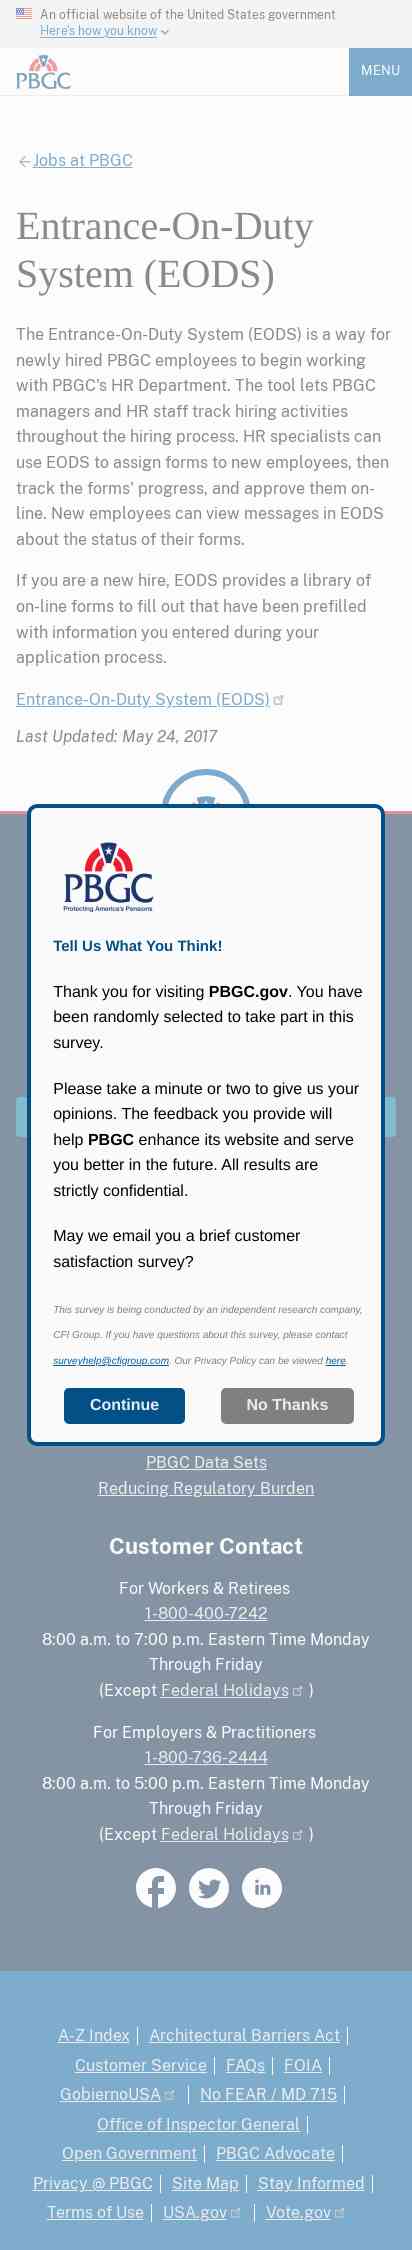 An official website of the United States government
Here's how you know
PBGC
MENU
Jobs at PBGC
Entrance-On-Duty
System (EODS)
The Entrance-On-Duty System (EODS) is a way for
newly hired PBGC employees to begin working
with PBGC's HR Department. The tool lets PBGC
managers and HR staff track hiring activities
throughout the hiring process. HR specialists can
use EODS to assign forms to new employees, then
track the forms' progress, and approve them on-
line. New employees can view messages in EODS
about the status of their forms.
If you are a new hire, EODS provides a library of
on-line forms to fill out that have been prefilled
with information you entered during your
application process.
Entrance-On-Duty System (EODS)
Last Updated: May 24, 2017
PBGC
Protecting America's Pensions
Tell Us What You Think!
Thank you for visiting PBGC.gov. You have
been randomly selected to take part in this
survey.
Please take a minute or two to give us your
opinions. The feedback you provide will
help PBGC enhance its website and serve
you better in the future. All results are
strictly confidential.
May we email you a brief customer
satisfaction survey?
This survey is being conducted by an independent research company,
CFI Group. If you have questions about this survey, please contact
surveyhelp@cfigroup.com. Our Privacy Policy can be viewed here.
Continue
No Thanks
PBGC Data Sets
Reducing Regulatory Burden
Customer Contact
For Workers & Retirees
1-800-400-7242
8:00 a.m. to 7:00 p.m. Eastern Time Monday
Through Friday
(Except Federal Holidays )
For Employers & Practitioners
1-800-736-2444
8:00 a.m. to 5:00 p.m. Eastern Time Monday
Through Friday
(Except Federal Holidays )
A-Z Index | Architectural Barriers Act |
Customer Service | FAQs | FOIA |
GobiernoUSA | No FEAR / MD 715 |
Office of Inspector General |
Open Government | PBGC Advocate |
Privacy @ PBGC | Site Map | Stay Informed |
Terms of Use | USA.gov | Vote.gov